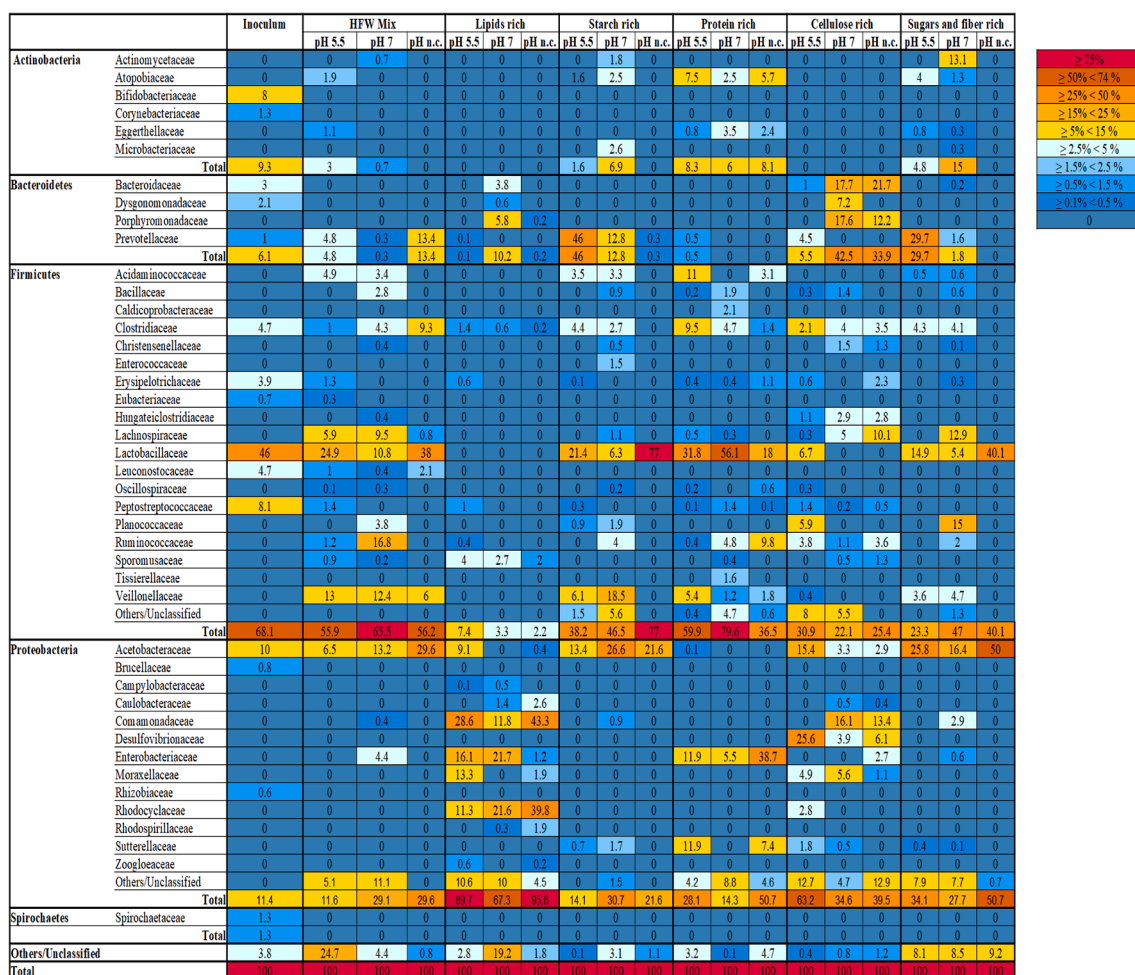 Inoculum HFW Mix Lipids rich Starch rich Protein rich Cellulose rich Sugars and fiber rich
pH 5.5 pH 7 pH n.c. pH 5.5 pH 7 pH n.c. pH 5.5 pH 7 pH n.c. pH 5.5 pH 7 pH n.c. pH 5.5 pH 7 pH n.c. pH 5.5 pH 7 pH n.c.
Actinobacteria Actinomycetaceae 0 0 0.7 0 0 0 0 0 1.8 0 0 0 0 0 0 0 0 13.1 0
Atopobiaceae 0 1.9 0 0 0 0 0 1.6 2.5 0 7.5 2.5 5.7 0 0 0 4 1.3 0
Bifidobacteriaceae 8 0 0 0 0 0 0 0 0 0 0 0 0 0 0 0 0 0 0
Corynebacteriaceae 1.3 0 0 0 0 0 0 0 0 0 0 0 0 0 0 0 0 0 0
Eggerthellaceae 0 1.1 0 0 0 0 0 0 0 0 0.8 3.5 2.4 0 0 0 0.8 0.3 0
Microbacteriaceae 0 0 0 0 0 0 0 0 2.6 0 0 0 0 0 0 0 0 0.3 0
Total 9.3 3 0.7 0 0 0 0 1.6 6.9 0 8.3 6 8.1 0 0 0 4.8 15 0
Bacteroidetes Bacteroidaceae 3 0 0 0 0 3.8 0 0 0 0 0 0 0 1 17.7 21.7 0 0.2 0
Dysgonomonadaceae 2.1 0 0 0 0 0.6 0 0 0 0 0 0 0 0 7.2 0 0 0 0
Porphyromonadaceae 0 0 0 0 0 5.8 0.2 0 0 0 0 0 0 0 17.6 12.2 0 0 0
Prevotellaceae 1 4.8 0.3 13.4 0.1 0 0 46 12.8 0.3 0.5 0 0 4.5 0 0 29.7 1.6 0
Total 6.1 4.8 0.3 13.4 0.1 10.2 0.2 46 12.8 0.3 0.5 0 0 5.5 42.5 33.9 29.7 1.8 0
Firmicutes Acidaminococcaceae 0 4.9 3.4 0 0 0 0 3.5 3.3 0 11 0 3.1 0 0 0 0.5 0.6 0
Bacillaceae 0 0 2.8 0 0 0 0 0 0.9 0 0.2 1.9 0 0.3 1.4 0 0 0.6 0
Caldicoprobacteraceae 0 0 0 0 0 0 0 0 0 0 0 2.1 0 0 0 0 0 0 0
Clostridiaceae 4.7 1 4.3 9.3 1.4 0.6 0.2 4.4 2.7 0 9.5 4.7 1.4 2.1 4 3.5 4.3 4.1 0
Christensenellaceae 0 0 0.4 0 0 0 0 0 0.5 0 0 0 0 0 1.5 1.3 0 0.1 0
Enterococcaceae 0 0 0 0 0 0 0 0 1.5 0 0 0 0 0 0 0 0 0 0
Erysipelotrichaceae 3.9 1.3 0 0 0.6 0 0 0.1 0 0 0.4 0.4 1.1 0.6 0 2.3 0 0.3 0
Eubacteriaceae 0.7 0.3 0 0 0 0 0 0 0 0 0 0 0 0 0 0 0 0 0
Hungateiclostridiaceae 0 0 0.4 0 0 0 0 0 0 0 0 0 0 1.1 2.9 2.8 0 0 0
Lachnospiraceae 0 5.9 9.5 0.8 0 0 0 0 1.1 0 0.5 0.3 0 0.3 5 10.1 0 12.9 0
Lactobacillaceae 46 24.9 10.8 38 0 0 0 21.4 6.3 77 31.8 56.1 18 6.7 0 0 14.9 5.4 40.1
Leuconostocaceae 4.7 1 0.4 2.1 0 0 0 0 0 0 0 0 0 0 0 0 0 0 0
Oscillospiraceae 0 0.1 0.3 0 0 0 0 0 0.2 0 0.2 0 0.6 0.3 0 0 0 0 0
Peptostreptococcaceae 8.1 1.4 0 0 1 0 0 0.3 0 0 0.1 1.4 0.1 1.4 0.2 0.5 0 0 0
Planococcaceae 0 0 3.8 0 0 0 0 0.9 1.9 0 0 0 0 5.9 0 0 0 15 0
Ruminococcaceae 0 1.2 16.8 0 0.4 0 0 0 4 0 0.4 4.8 9.8 3.8 1.1 3.6 0 2 0
Sporomusaceae 0 0.9 0.2 0 4 2.7 2 0 0 0 0 0.4 0 0 0.5 1.3 0 0 0
Tissierellaceae 0 0 0 0 0 0 0 0 0 0 0 1.6 0 0 0 0 0 0 0
Veillonellaceae 0 13 12.4 6 0 0 0 6.1 18.5 0 5.4 1.2 1.8 0.4 0 0 3.6 4.7 0
Others/Unclassified 0 0 0 0 0 0 0 1.5 5.6 0 0.4 4.7 0.6 8 5.5 0 0 1.3 0
Total 68.1 55.9 65.5 56.2 7.4 3.3 2.2 38.2 46.5 77 59.9 79.6 36.5 30.9 22.1 25.4 23.3 47 40.1
Proteobacteria Acetobacteraceae 10 6.5 13.2 29.6 9.1 0 0.4 13.4 26.6 21.6 0.1 0 0 15.4 3.3 2.9 25.8 16.4 50
Brucellaceae 0.8 0 0 0 0 0 0 0 0 0 0 0 0 0 0 0 0 0 0
Campylobacteraceae 0 0 0 0 0.1 0.5 0 0 0 0 0 0 0 0 0 0 0 0 0
Caulobacteraceae 0 0 0 0 0 1.4 2.6 0 0 0 0 0 0 0 0.5 0.4 0 0 0
Comamonadaceae 0 0 0.4 0 28.6 11.8 43.3 0 0.9 0 0 0 0 0 16.1 13.4 0 2.9 0
Desulfovibrionaceae 0 0 0 0 0 0 0 0 0 0 0 0 0 25.6 3.9 6.1 0 0 0
Enterobacteriaceae 0 0 4.4 0 16.1 21.7 1.2 0 0 0 11.9 5.5 38.7 0 0 2.7 0 0.6 0
Moraxellaceae 0 0 0 0 13.3 0 1.9 0 0 0 0 0 0 4.9 5.6 1.1 0 0 0
Rhizobiaceae 0.6 0 0 0 0 0 0 0 0 0 0 0 0 0 0 0 0 0 0
Rhodocyclaceae 0 0 0 0 11.3 21.6 39.8 0 0 0 0 0 0 2.8 0 0 0 0 0
Rhodospirillaceae 0 0 0 0 0 0.3 1.9 0 0 0 0 0 0 0 0 0 0 0 0
Sutterellaceae 0 0 0 0 0 0 0 0.7 1.7 0 11.9 0 7.4 1.8 0.5 0 0.4 0.1 0
Zoogloeaceae 0 0 0 0 0.6 0 0.2 0 0 0 0 0 0 0 0 0 0 0 0
Others/Unclassified 0 5.1 11.1 0 10.6 10 4.5 0 1.5 0 4.2 8.8 4.6 12.7 4.7 12.9 7.9 7.7 0.7
Total 11.4 11.6 29.1 29.6 89.7 67.3 95.8 14.1 30.7 21.6 28.1 14.3 50.7 63.2 34.6 39.5 34.1 27.7 50.7
Spirochaetes Spirochaetaceae 1.3 0 0 0 0 0 0 0 0 0 0 0 0 0 0 0 0 0 0
Total 1.3 0 0 0 0 0 0 0 0 0 0 0 0 0 0 0 0 0 0
Others/Unclassified 3.8 24.7 4.4 0.8 2.8 19.2 1.8 0.1 3.1 1.1 3.2 0.1 4.7 0.4 0.8 1.2 8.1 8.5 9.2
Total 100 100 100 100 100 100 100 100 100 100 100 100 100 100 100 100 100 100 100
≥ 75%
≥ 50% < 74 %
≥ 25% < 50 %
≥ 15% < 25 %
≥ 5% < 15 %
≥ 2.5% < 5 %
≥ 1.5% < 2.5 %
≥ 0.5% < 1.5 %
≥ 0.1% < 0.5 %
0